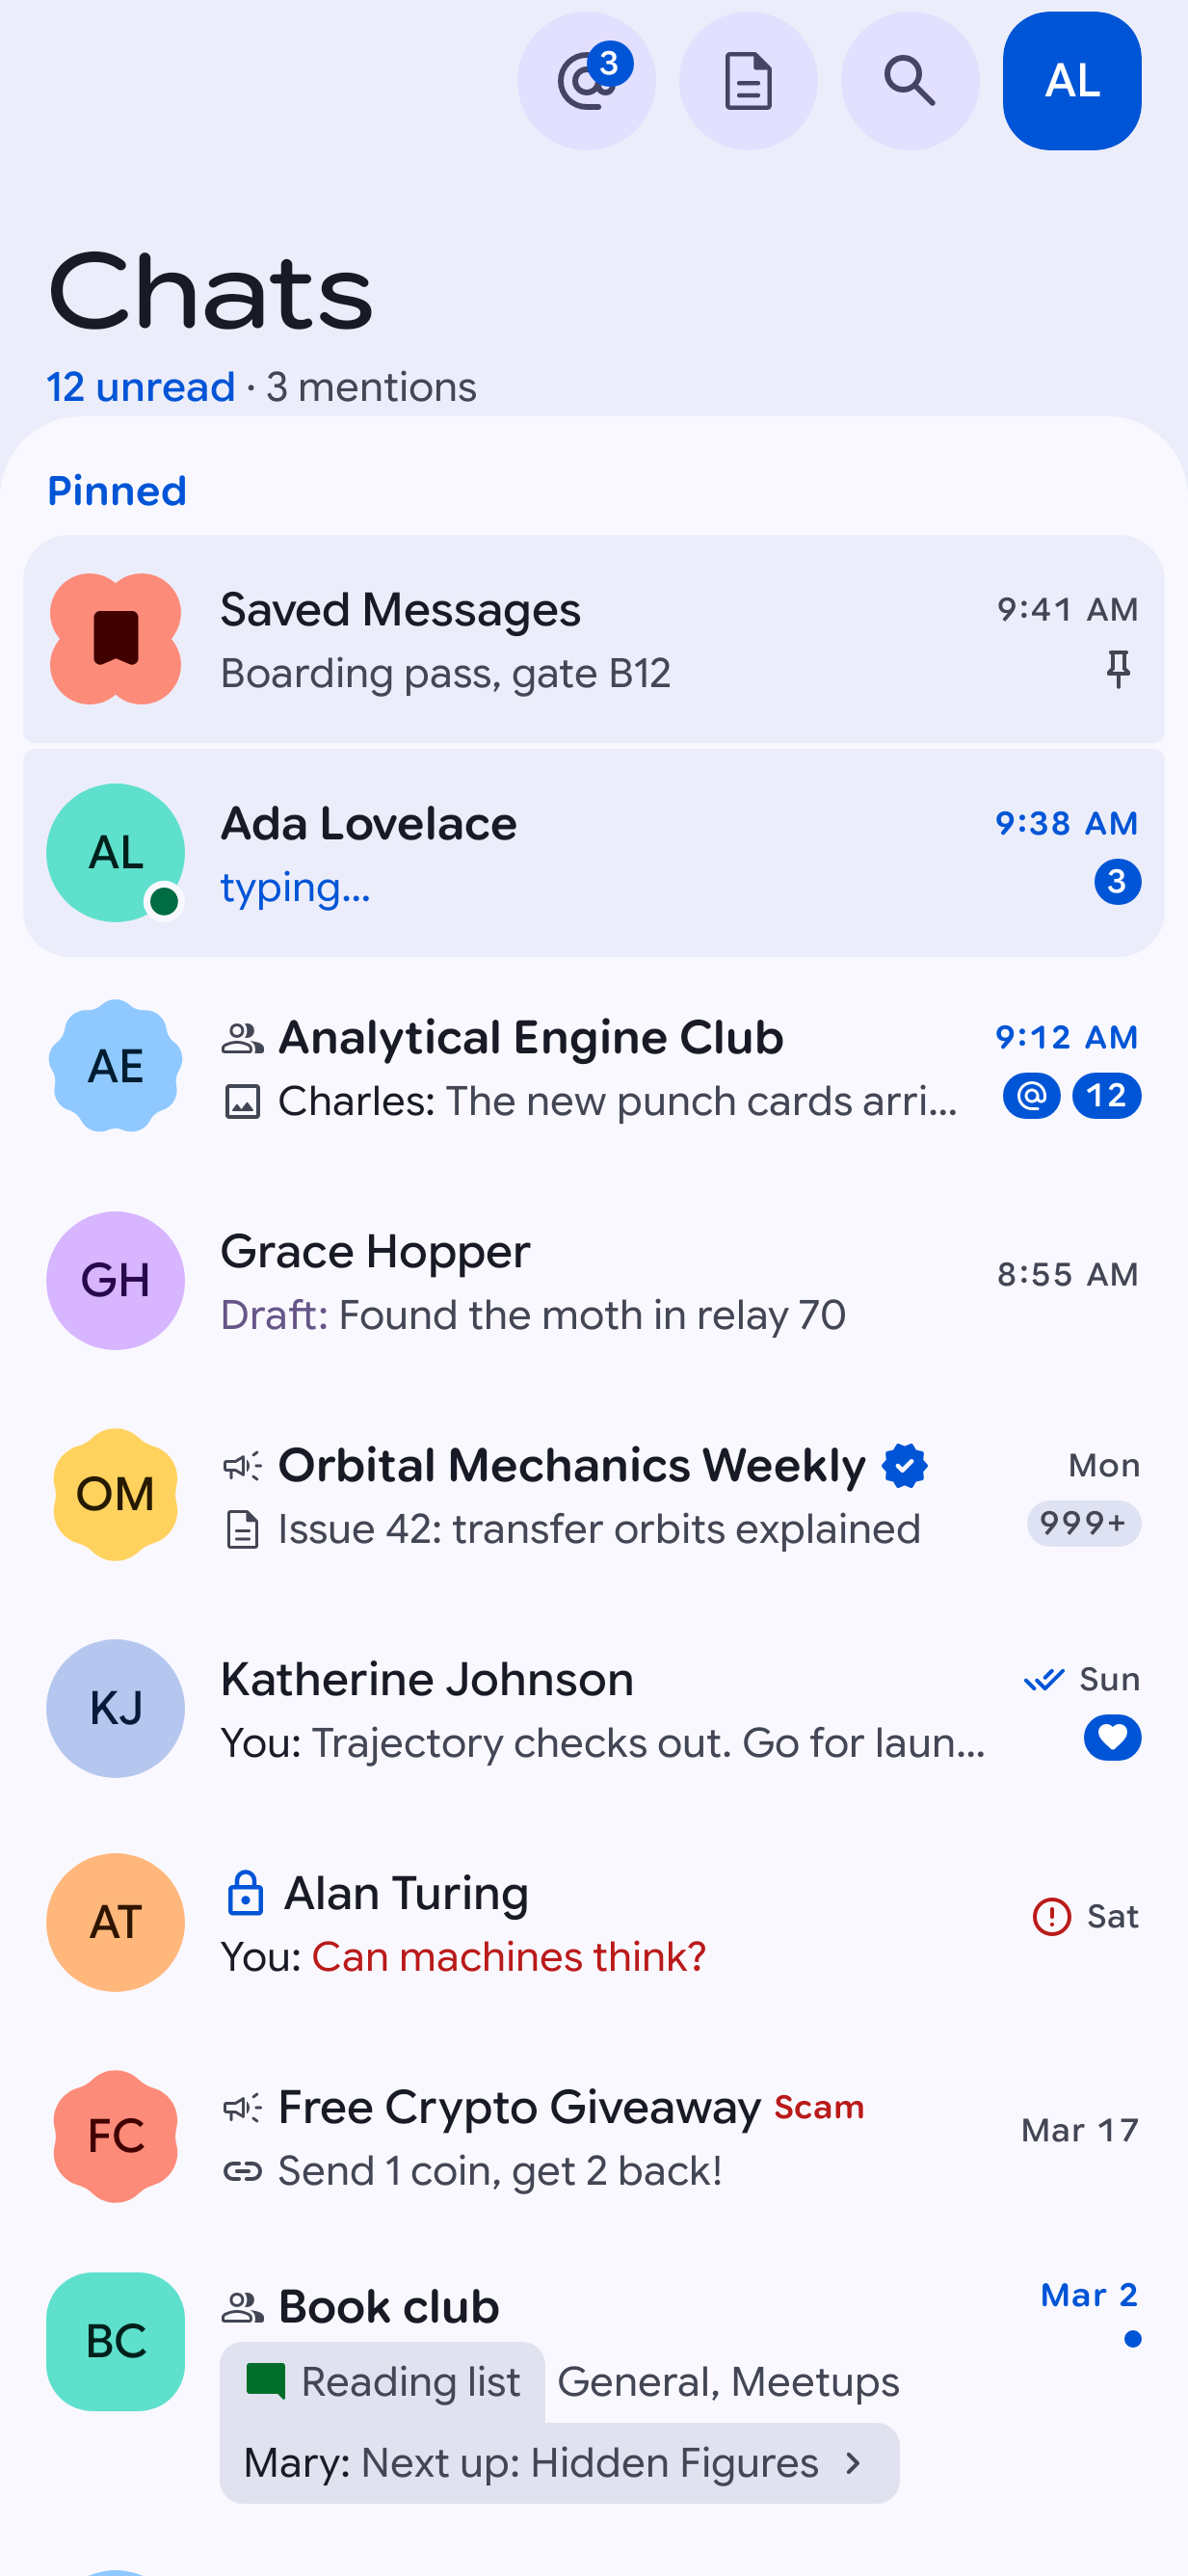 3
AL
Chats
12 unread · 3 mentions
Pinned
Saved Messages
9:41 AM
Boarding pass, gate B12
AL
Ada Lovelace
9:38 AM
typing...
3
AE
Analytical Engine Club
9:12 AM
Charles: The new punch cards arri...
@ 12
GH
Grace Hopper
8:55 AM
Draft: Found the moth in relay 70
OM
Orbital Mechanics Weekly
Mon
Issue 42: transfer orbits explained
999+
KJ
Katherine Johnson
Sun
You: Trajectory checks out. Go for laun...
AT
Alan Turing
Sat
You: Can machines think?
FC
Free Crypto Giveaway Scam
Mar 17
Send 1 coin, get 2 back!
BC
Book club
Mar 2
Reading list General, Meetups
Mary: Next up: Hidden Figures